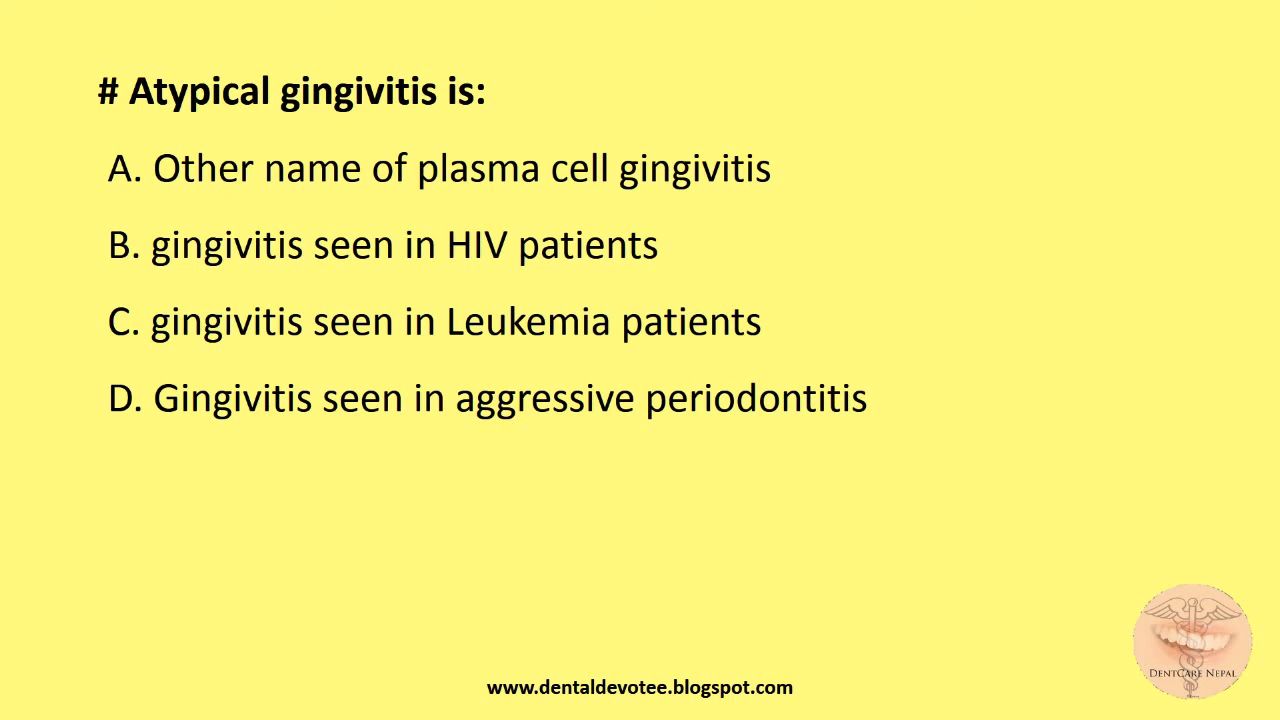 # Atypical gingivitis is:
A. Other name of plasma cell gingivitis
B. gingivitis seen in HIV patients
C. gingivitis seen in Leukemia patients
D. Gingivitis seen in aggressive periodontitis
DENTCARE NEPAL
www.dentaldevotee.blogspot.com